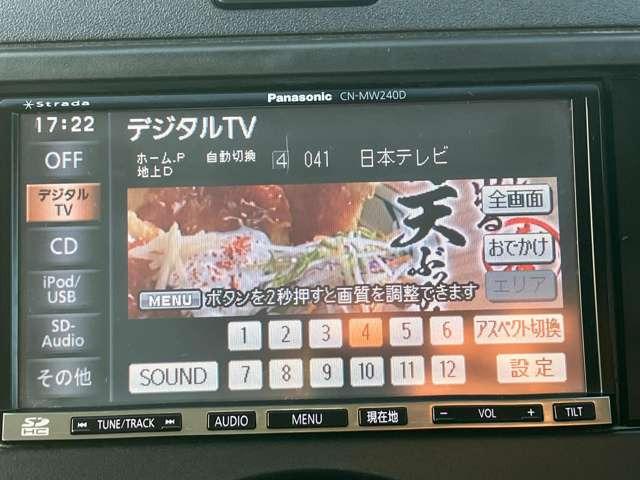 Panasonic CN-MW240D
Strada
17:22
デジタルTV
OFF
ホーム.P 自動切換 4 041 日本テレビ
地上D
デジタル
TV
全画面
天ぷ
CD
おでかけ
iPod/
USB
エリア
MENU ボタンを2秒押すと画質を調整できます
SD-
Audio
1 2 3 4 5 6 アスペクト切換
その他
SOUND 7 8 9 10 11 12 設定
SD HC
TUNE/TRACK AUDIO MENU 現在地 − VOL + TILT